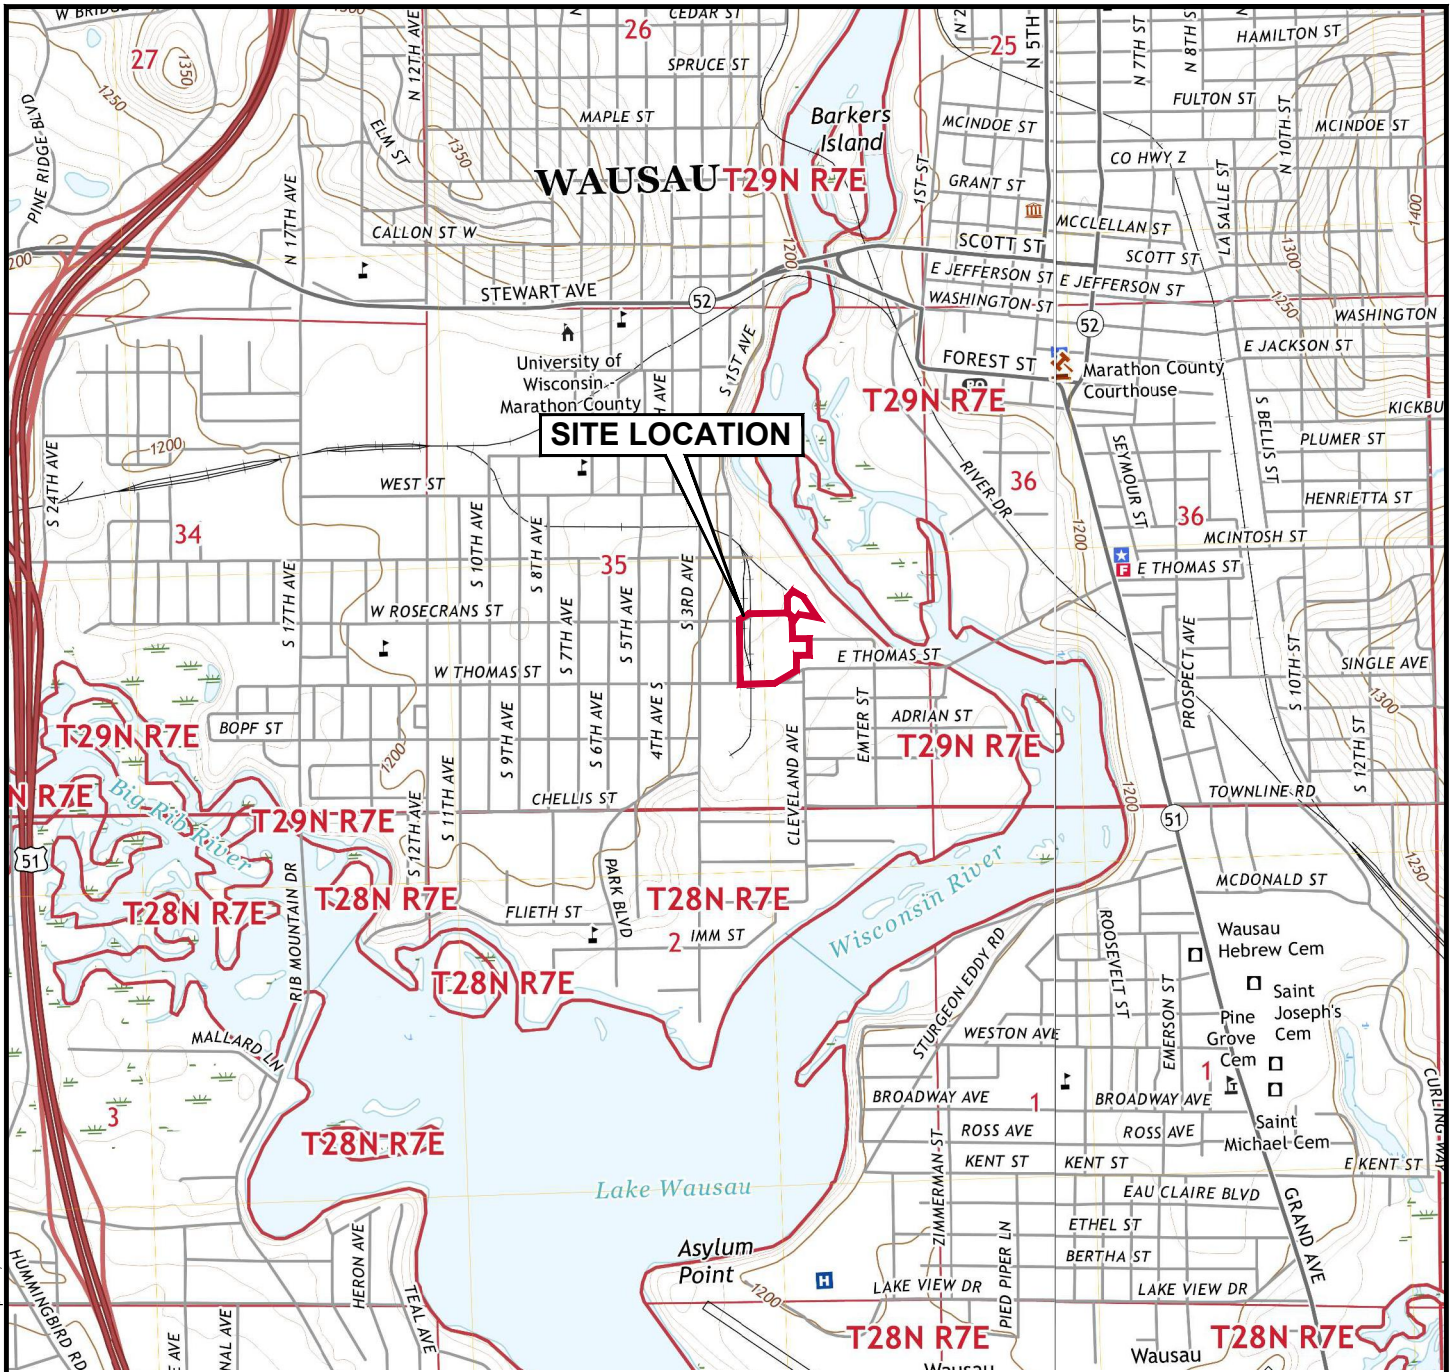 W BRIDGE
N 12TH AVE
26
CEDAR ST
25
N 5TH
N 7TH ST
N 8TH S
HAMILTON ST
27
1350
1250
SPRUCE ST
FULTON ST
PINE RIDGE BLVD
ELM ST
1350
MAPLE ST
Barkers
Island
MCINDOE ST
MCINDOE ST
N 10TH ST
CO HWY Z
WAUSAU
T29N R7E
1ST ST
GRANT ST
LA SALLE ST
1400
N 17TH AVE
CALLON ST W
MCCLELLAN ST
200
1200
SCOTT ST
SCOTT ST
1300
E JEFFERSON ST
E JEFFERSON ST
STEWART AVE
52
WASHINGTON ST
1250
52
WASHINGTON
University of
Wisconsin -
Marathon County
S 1ST AVE
H AVE
FOREST ST
E JACKSON ST
Marathon County
Courthouse
PO
T29N R7E
KICKBU
SITE LOCATION
1200
S 24TH AVE
SEYMOUR ST
S BELLIS ST
PLUMER ST
WEST ST
RIVER DR
36
HENRIETTA ST
34
S 10TH AVE
S 8TH AVE
1200
36
MCINTOSH ST
35
S 3RD AVE
F
E THOMAS ST
S 17TH AVE
W ROSECRANS ST
S 7TH AVE
S 5TH AVE
PROSPECT AVE
S 10TH ST
W THOMAS ST
E THOMAS ST
SINGLE AVE
1300
BOPF ST
T29N R7E
S 9TH AVE
S 6TH AVE
4TH AVE S
CLEVELAND AVE
EMTER ST
ADRIAN ST
T29N R7E
S 12TH ST
1200
N R7E
Big Rib River
S 11TH AVE
CHELLIS ST
1200
TOWNLINE RD
T29N R7E
S 12TH AVE
51
51
1250
RIB MOUNTAIN DR
PARK BLVD
Wisconsin River
MCDONALD ST
T28N R7E
T28N R7E
T28N R7E
FLIETH ST
2
IMM ST
ROOSEVELT ST
Wausau
Hebrew Cem
T28N R7E
STURGEON EDDY RD
EMERSON ST
Saint
Joseph's
Cem
Pine
Grove
Cem
MALLARD LN
WESTON AVE
1
CURLING WAY
3
BROADWAY AVE
1
BROADWAY AVE
T28N R7E
ROSS AVE
ROSS AVE
Saint
Michael Cem
ZIMMERMAN ST
KENT ST
KENT ST
E KENT ST
Lake Wausau
EAU CLAIRE BLVD
GRAND AVE
HERON AVE
Asylum
Point
PIED PIPER LN
ETHEL ST
BERTHA ST
HUMMINGBIRD RD
TEAL AVE
1200
H
LAKE VIEW DR
LAKE VIEW DR
T28N R7E
T28N R7E
E AVE
NAL AVE
Wausau
Wausau